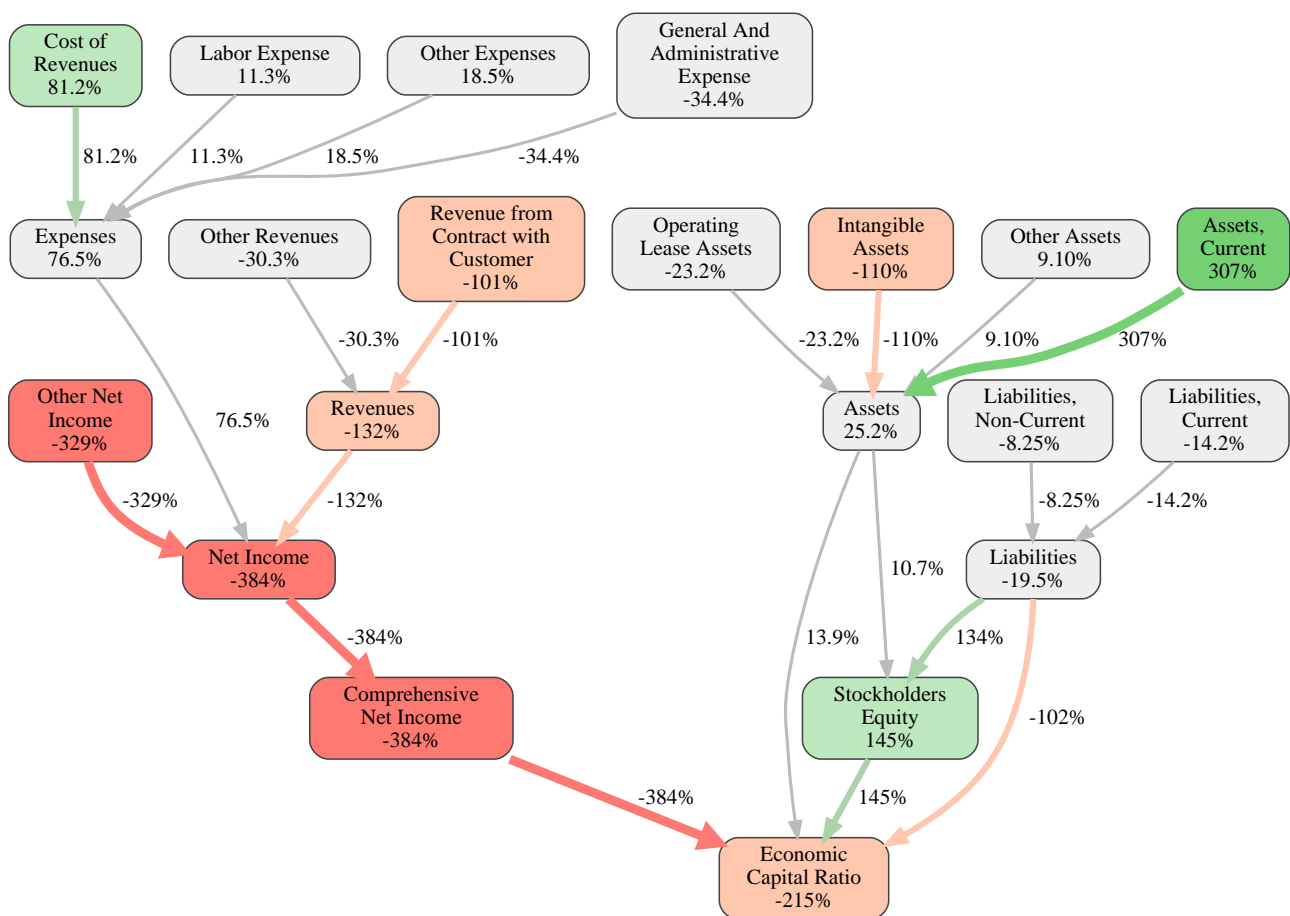 Cost of
Revenues
81.2%
Labor Expense
11.3%
Other Expenses
18.5%
General And
Administrative
Expense
-34.4%
81.2%
11.3%
18.5%
-34.4%
Expenses
76.5%
Other Revenues
-30.3%
Revenue from
Contract with
Customer
-101%
Operating
Lease Assets
-23.2%
Intangible
Assets
-110%
Other Assets
9.10%
Assets,
Current
307%
-30.3%
-101%
-23.2%
-110%
9.10%
307%
Other Net
Income
-329%
76.5%
Revenues
-132%
Assets
25.2%
Liabilities,
Non-Current
-8.25%
Liabilities,
Current
-14.2%
-329%
-132%
-8.25%
-14.2%
Net Income
-384%
10.7%
Liabilities
-19.5%
-384%
13.9%
134%
Comprehensive
Net Income
-384%
Stockholders
Equity
145%
-102%
-384%
145%
Economic
Capital Ratio
-215%